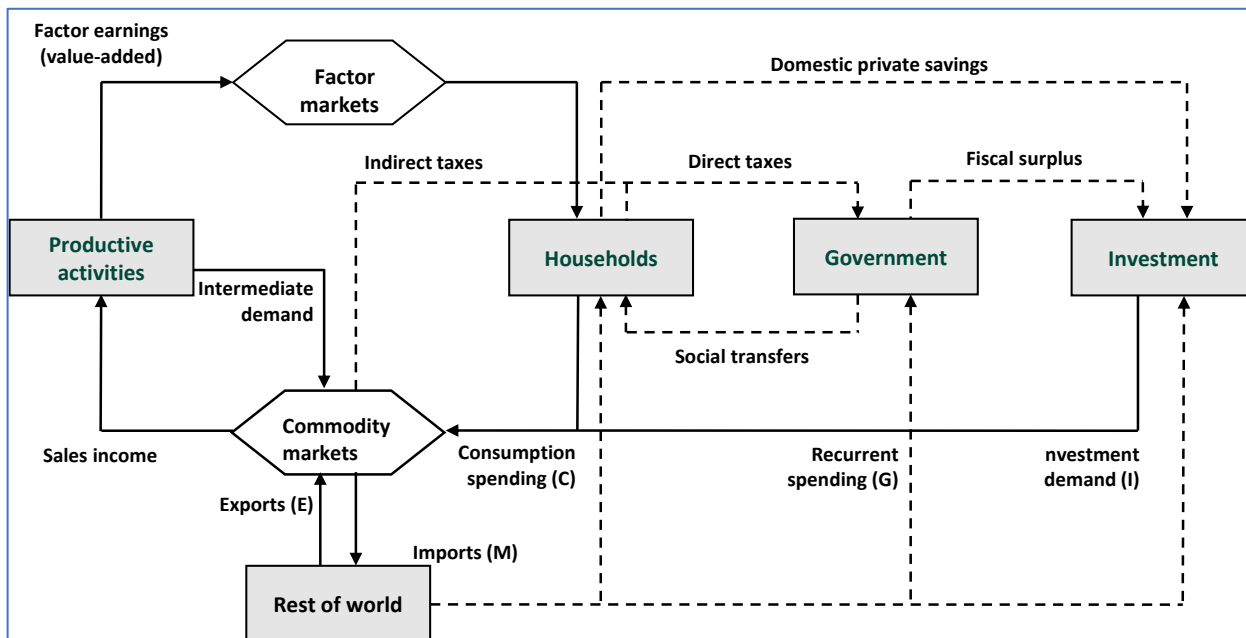 Factor earnings
(value-added)
Factor
markets
Domestic private savings
Indirect taxes
Direct taxes
Fiscal surplus
Productive
activities
Households
Government
Investment
Intermediate
demand
Social transfers
Commodity
markets
Sales income
Consumption
spending (C)
Recurrent
spending (G)
nvestment
demand (I)
Exports (E)
Imports (M)
Rest of world